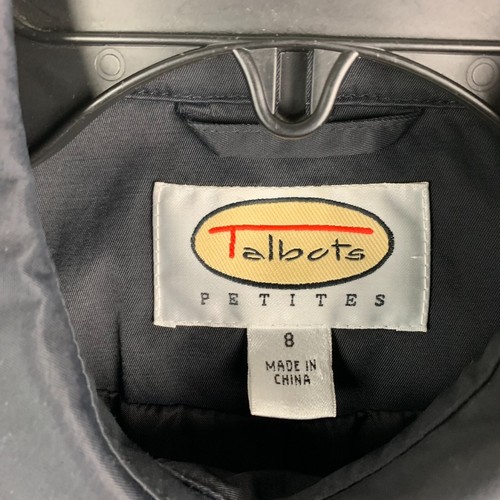 Talbots
PETITES
8
MADE IN
CHINA